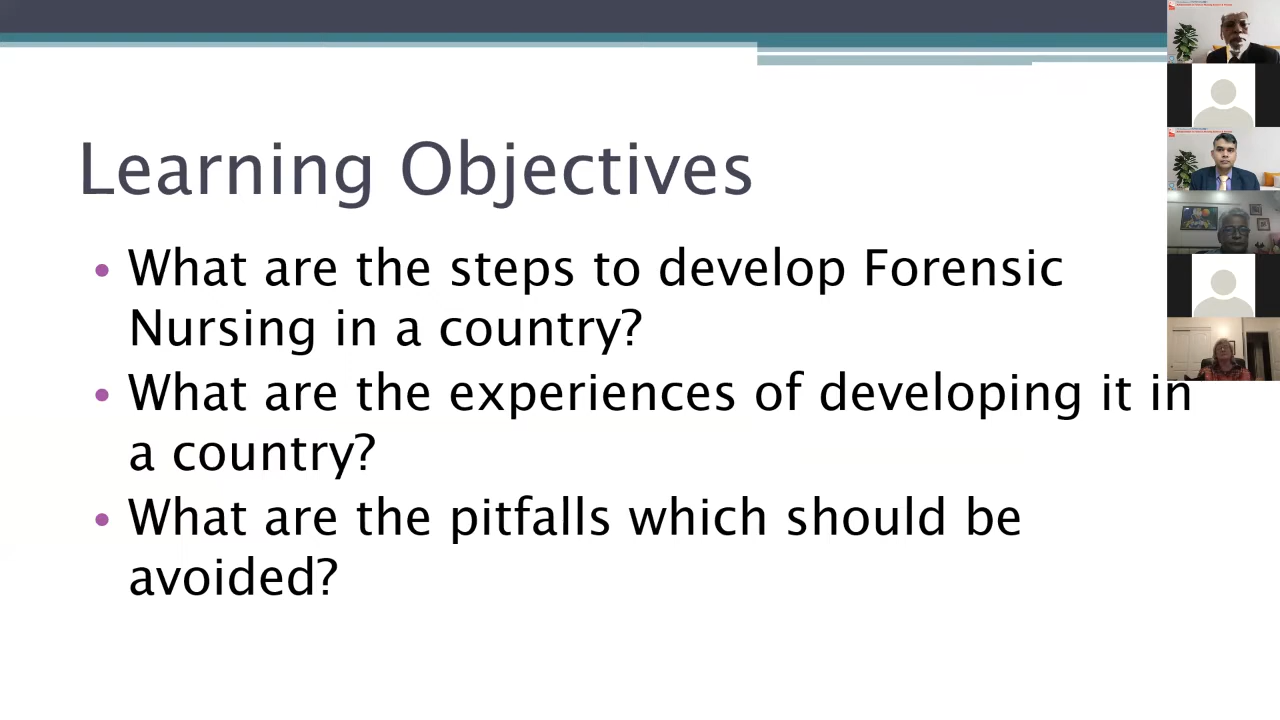 Learning Objectives
• What are the steps to develop Forensic
Nursing in a country?
• What are the experiences of developing it in
a country?
• What are the pitfalls which should be
avoided?